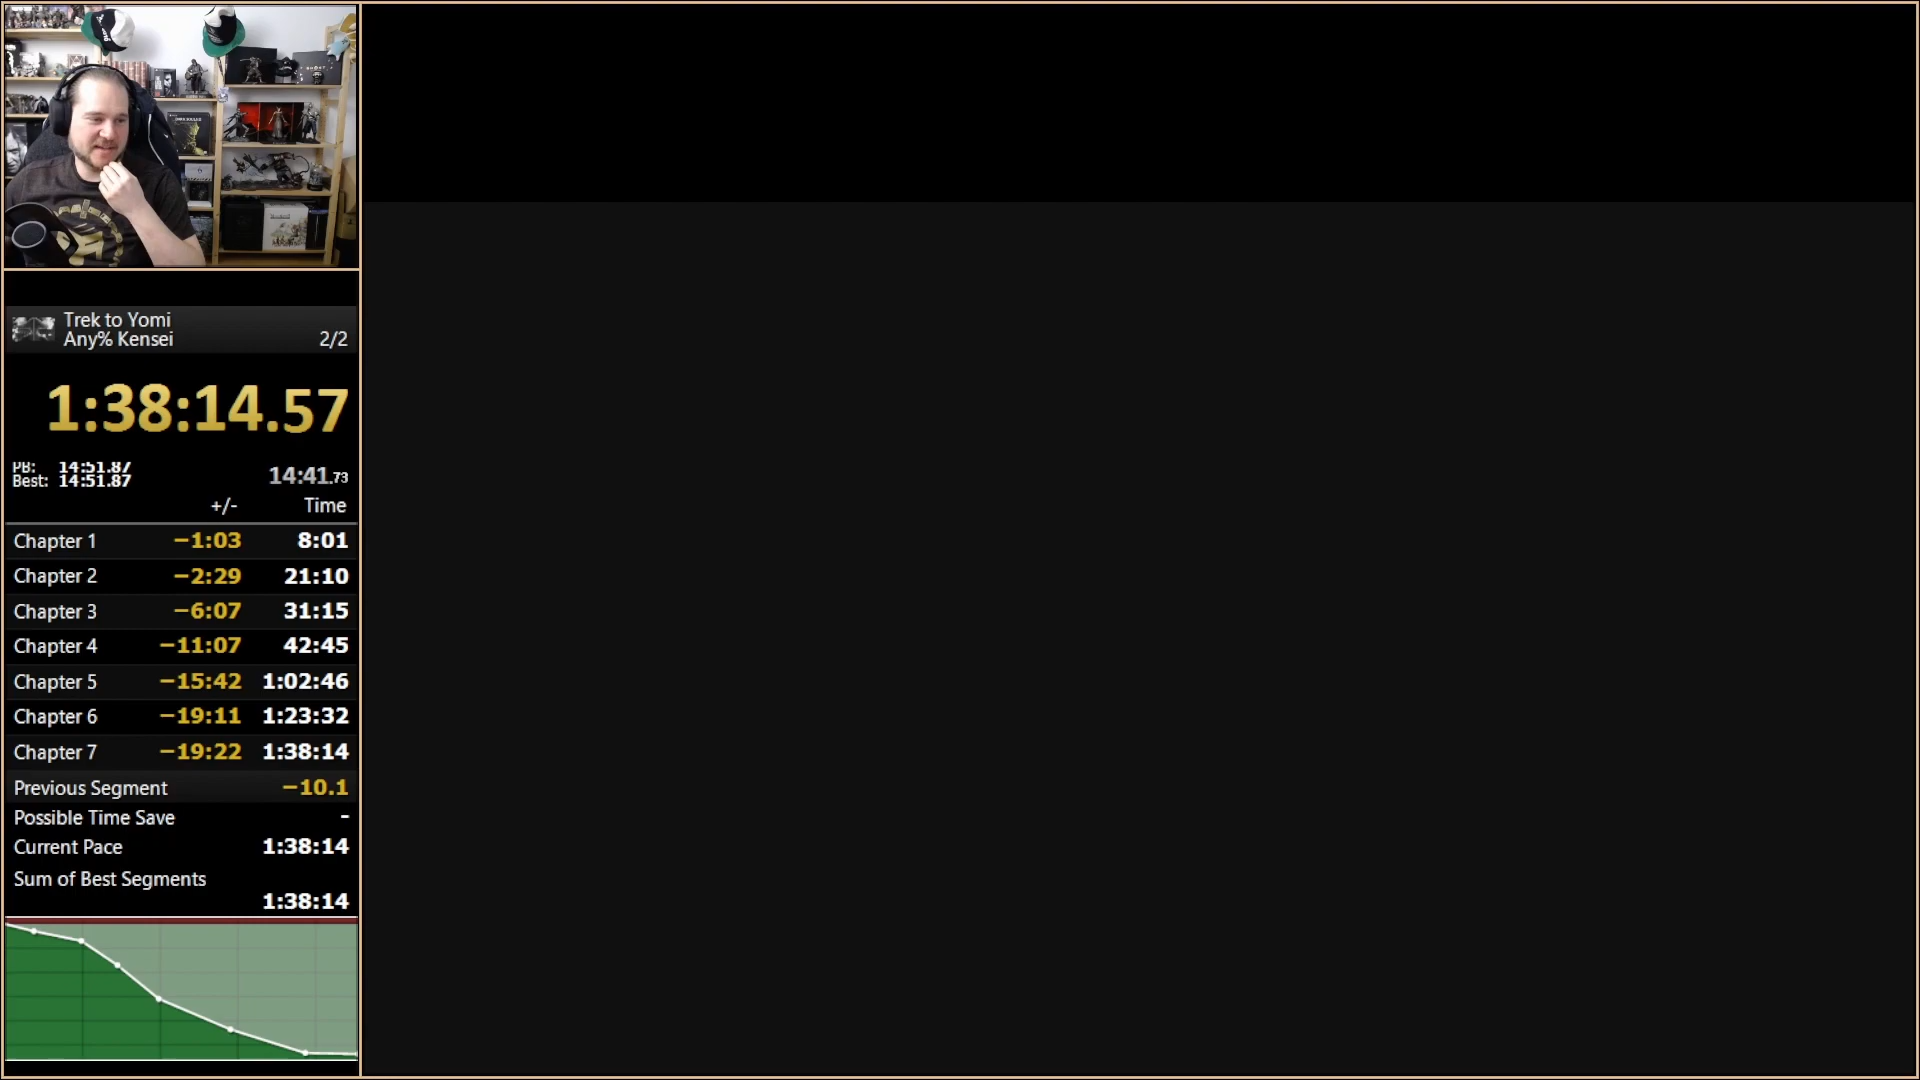 Trek to Yomi
Any% Kensei 2/2
1:38:14.57
PB: 14:51.87
Best: 14:51.87 14:41.73
+/- Time
Chapter 1 −1:03 8:01
Chapter 2 −2:29 21:10
Chapter 3 −6:07 31:15
Chapter 4 −11:07 42:45
Chapter 5 −15:42 1:02:46
Chapter 6 −19:11 1:23:32
Chapter 7 −19:22 1:38:14
Previous Segment −10.1
Possible Time Save -
Current Pace 1:38:14
Sum of Best Segments
1:38:14